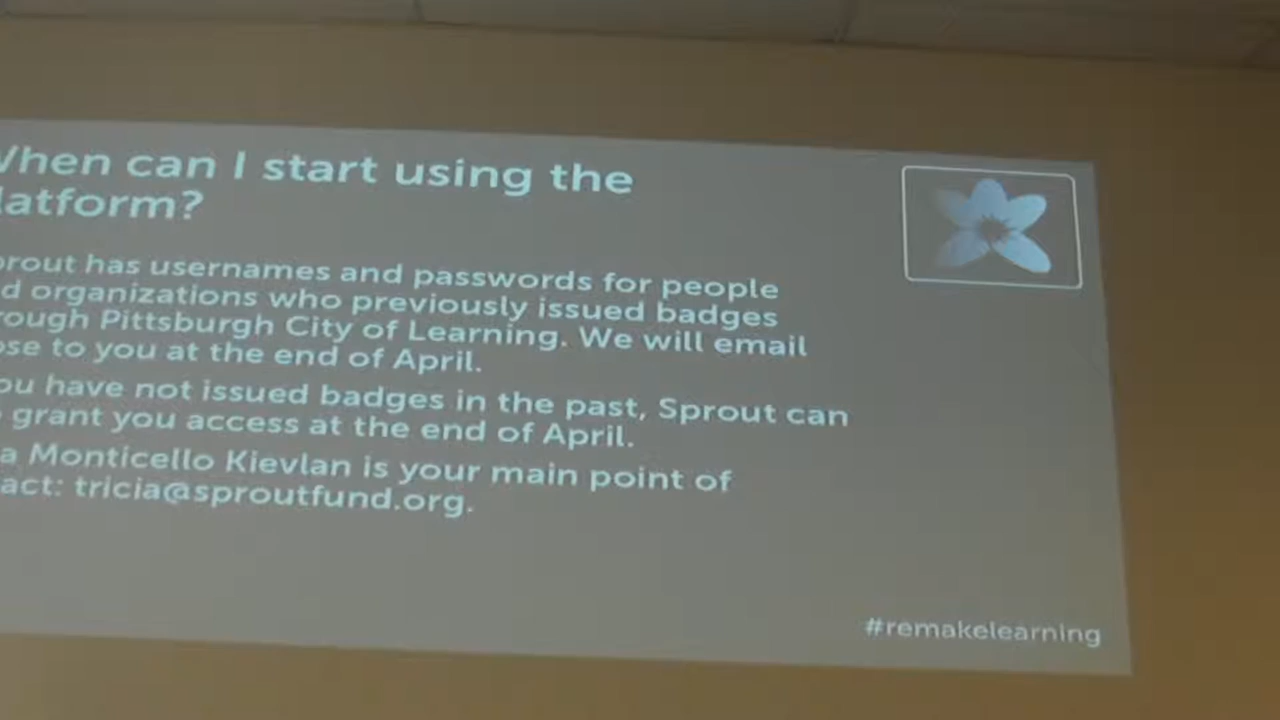 When can I start using the
latform?
prout has usernames and passwords for people
d organizations who previously issued badges
rough Pittsburgh City of Learning. We will email
ose to you at the end of April.
ou have not issued badges in the past, Sprout can
grant you access at the end of April.
a Monticello Kievlan is your main point of
act: tricia@sproutfund.org.
#remakelearning